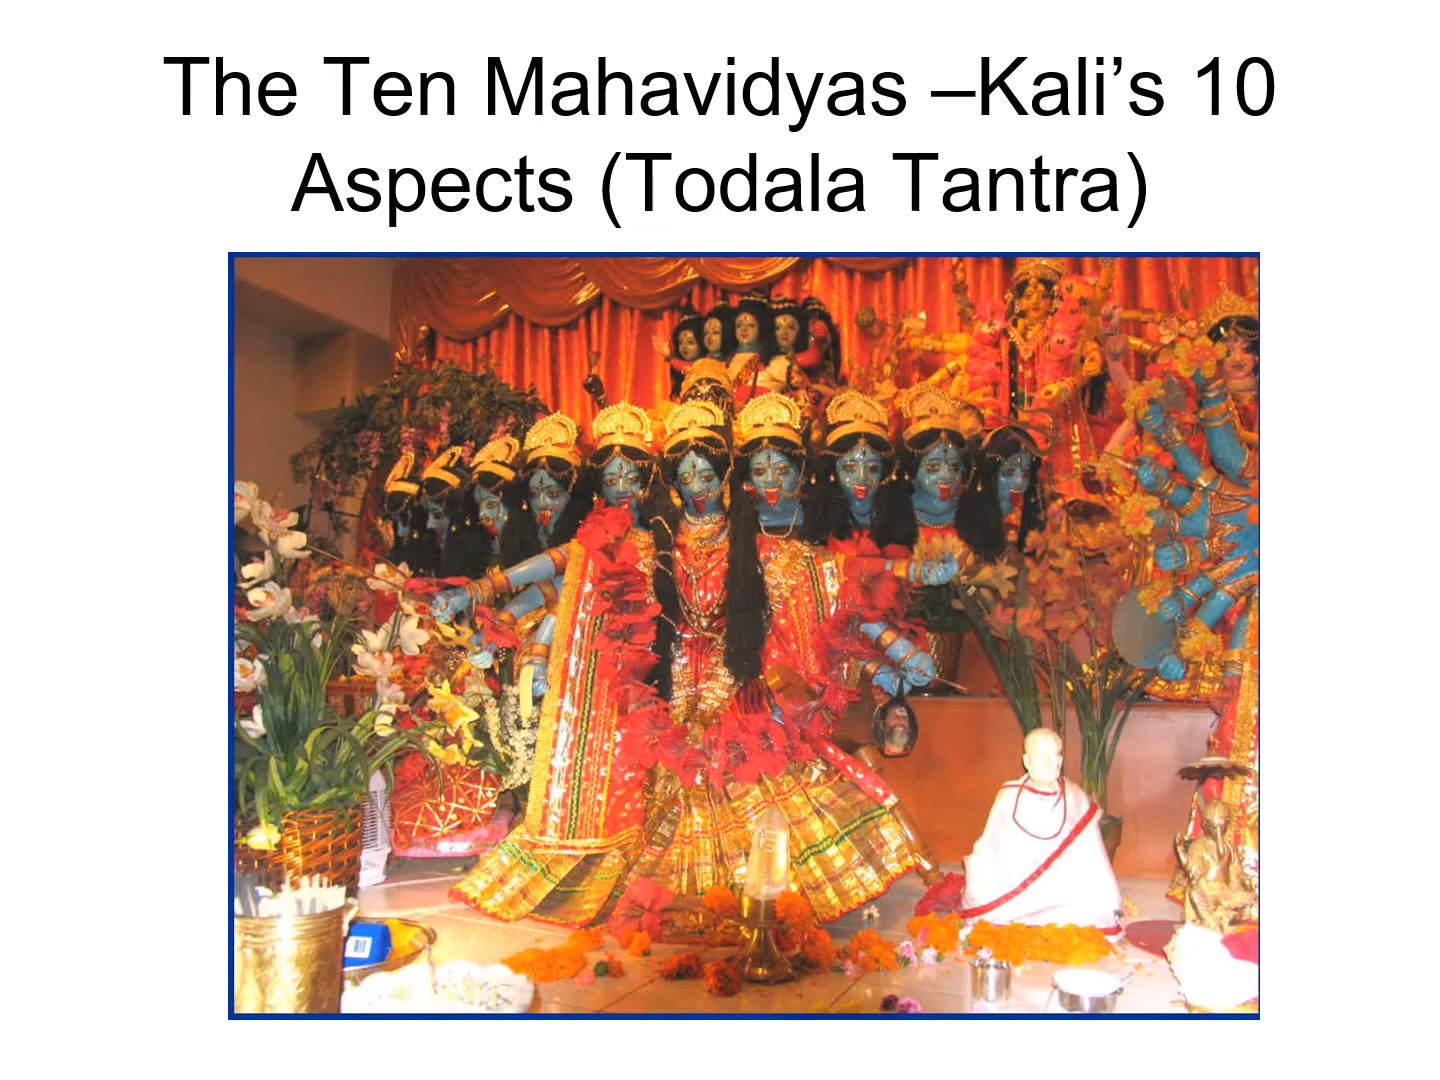 The Ten Mahavidyas –Kali’s 10
Aspects (Todala Tantra)